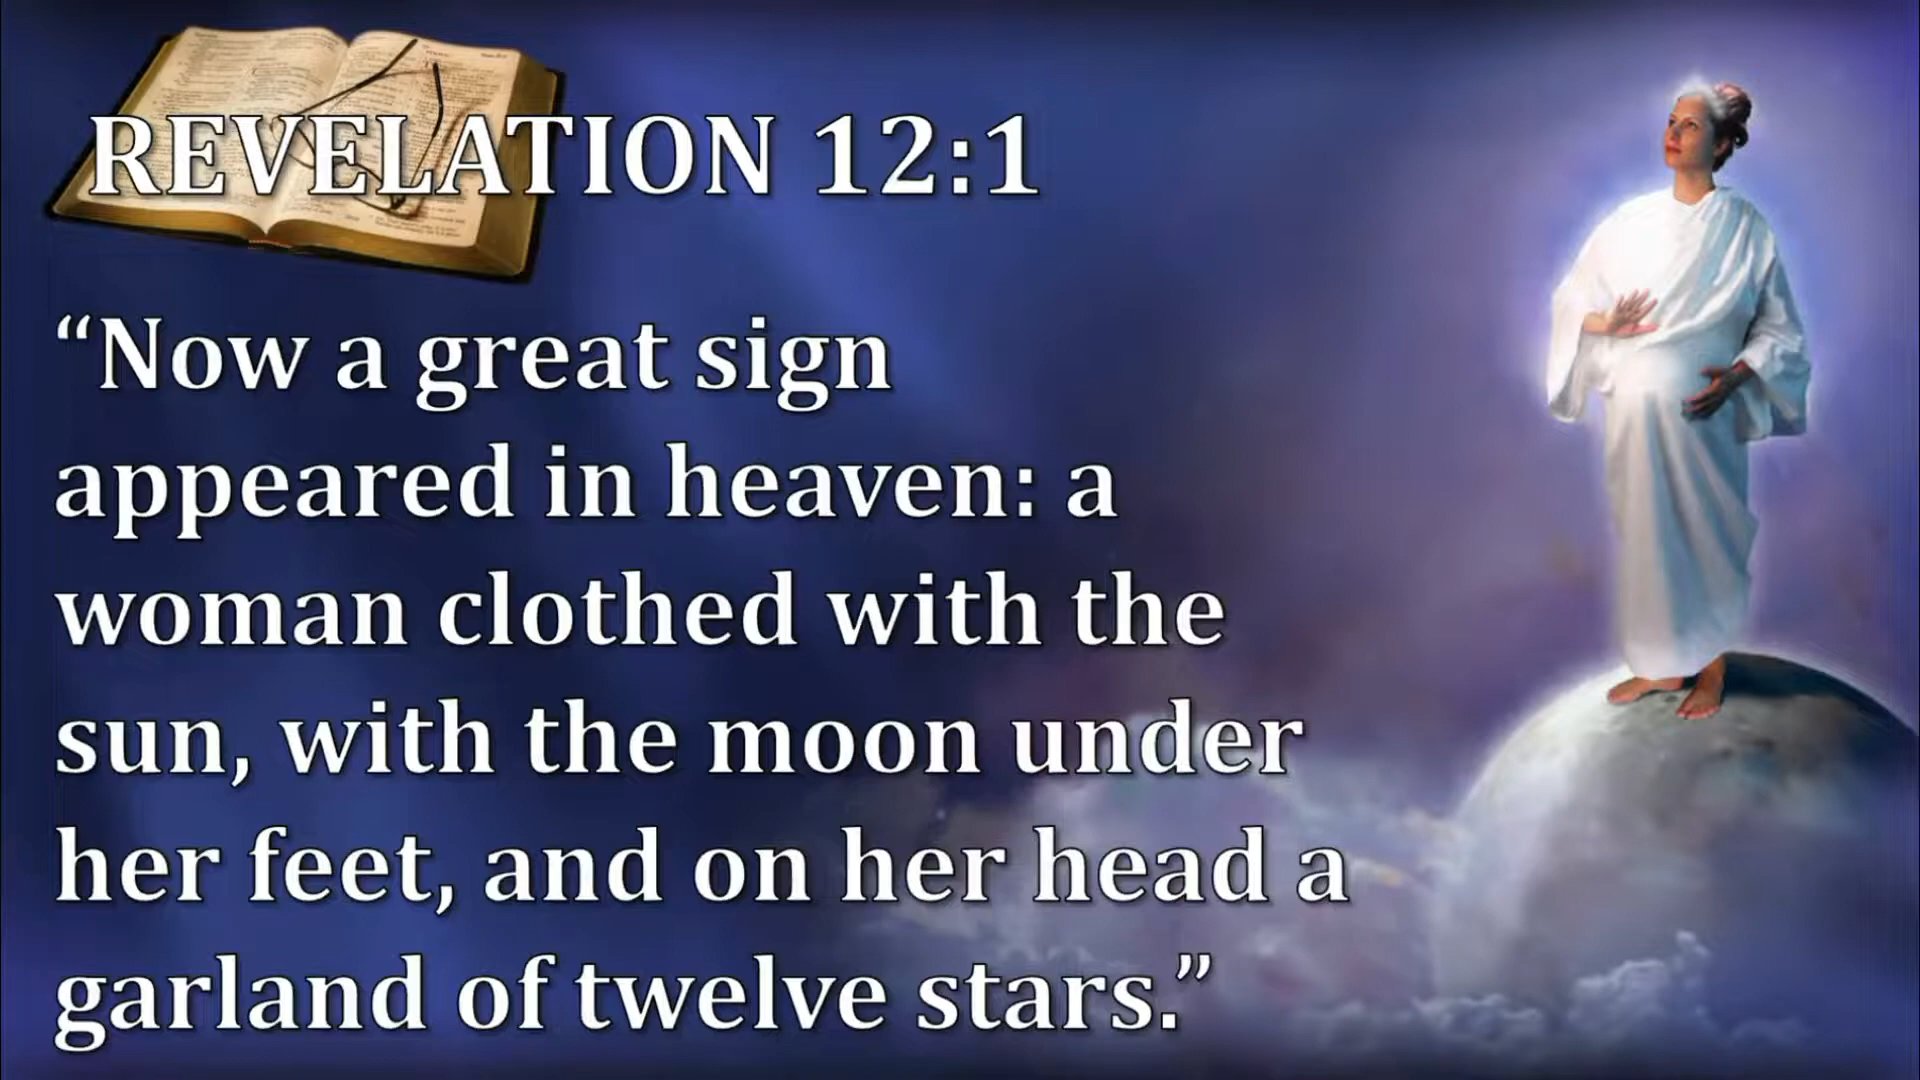 REVELATION 12:1
“Now a great sign
appeared in heaven: a
woman clothed with the
sun, with the moon under
her feet, and on her head a
garland of twelve stars.”